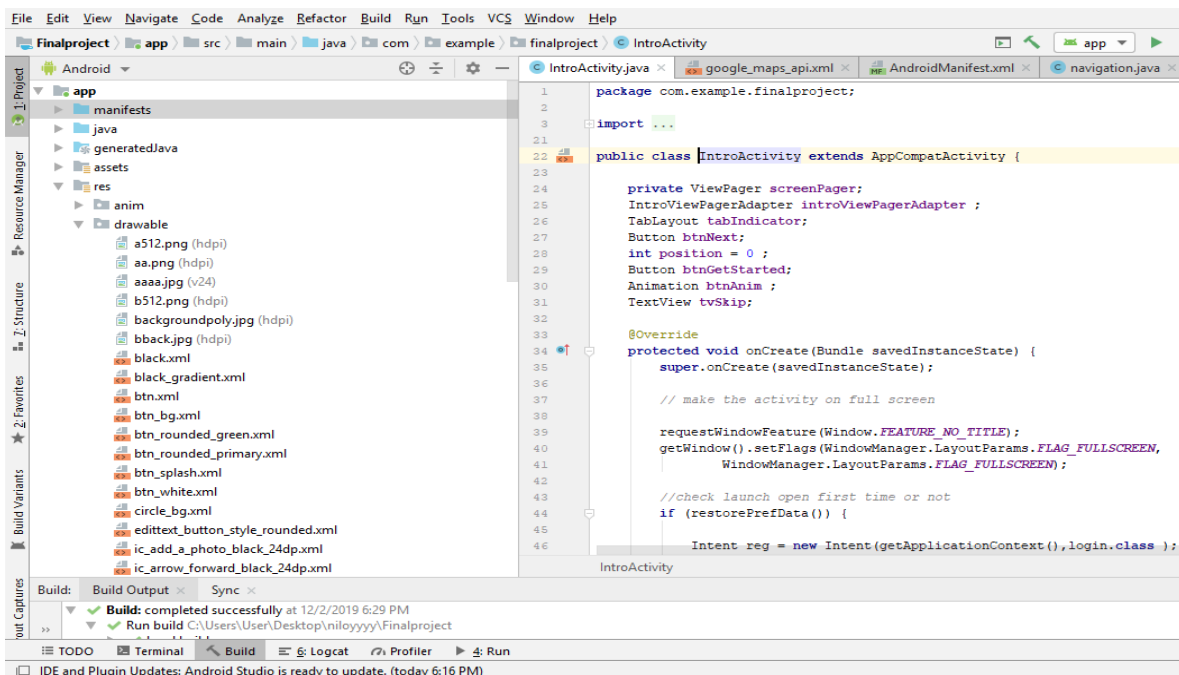 File Edit View Navigate Code Analyze Refactor Build Run Tools VCS Window Help
Finalproject app src main java com example finalproject IntroActivity app
1: Project
Resource Manager
Z: Structure
2: Favorites
Build Variants
out Captures
Android
app
manifests
java
generatedJava
assets
res
anim
drawable
a512.png (hdpi)
aa.png (hdpi)
aaaa.jpg (v24)
b512.png (hdpi)
backgroundpoly.jpg (hdpi)
bback.jpg (hdpi)
black.xml
black_gradient.xml
btn.xml
btn_bg.xml
btn_rounded_green.xml
btn_rounded_primary.xml
btn_splash.xml
btn_white.xml
circle_bg.xml
edittext_button_style_rounded.xml
ic_add_a_photo_black_24dp.xml
ic_arrow_forward_black_24dp.xml
IntroActivity.java google_maps_api.xml AndroidManifest.xml navigation.java
1 package com.example.finalproject;
2
3 import ...
21
22 public class IntroActivity extends AppCompatActivity {
23
24 private ViewPager screenPager;
25 IntroViewPagerAdapter introViewPagerAdapter ;
26 TabLayout tabIndicator;
27 Button btnNext;
28 int position = 0 ;
29 Button btnGetStarted;
30 Animation btnAnim ;
31 TextView tvSkip;
32
33 @Override
34 protected void onCreate(Bundle savedInstanceState) {
35 super.onCreate(savedInstanceState);
36
37 // make the activity on full screen
38
39 requestWindowFeature(Window.FEATURE_NO_TITLE);
40 getWindow().setFlags(WindowManager.LayoutParams.FLAG_FULLSCREEN,
41 WindowManager.LayoutParams.FLAG_FULLSCREEN);
42
43 //check launch open first time or not
44 if (restorePrefData()) {
45
46 Intent reg = new Intent(getApplicationContext(),login.class );
IntroActivity
Build: Build Output Sync
Build: completed successfully at 12/2/2019 6:29 PM
Run build C:\Users\User\Desktop\niloyyyy\Finalproject
TODO Terminal Build 6: Logcat Profiler 4: Run
IDE and Plugin Updates: Android Studio is ready to update. (today 6:16 PM)